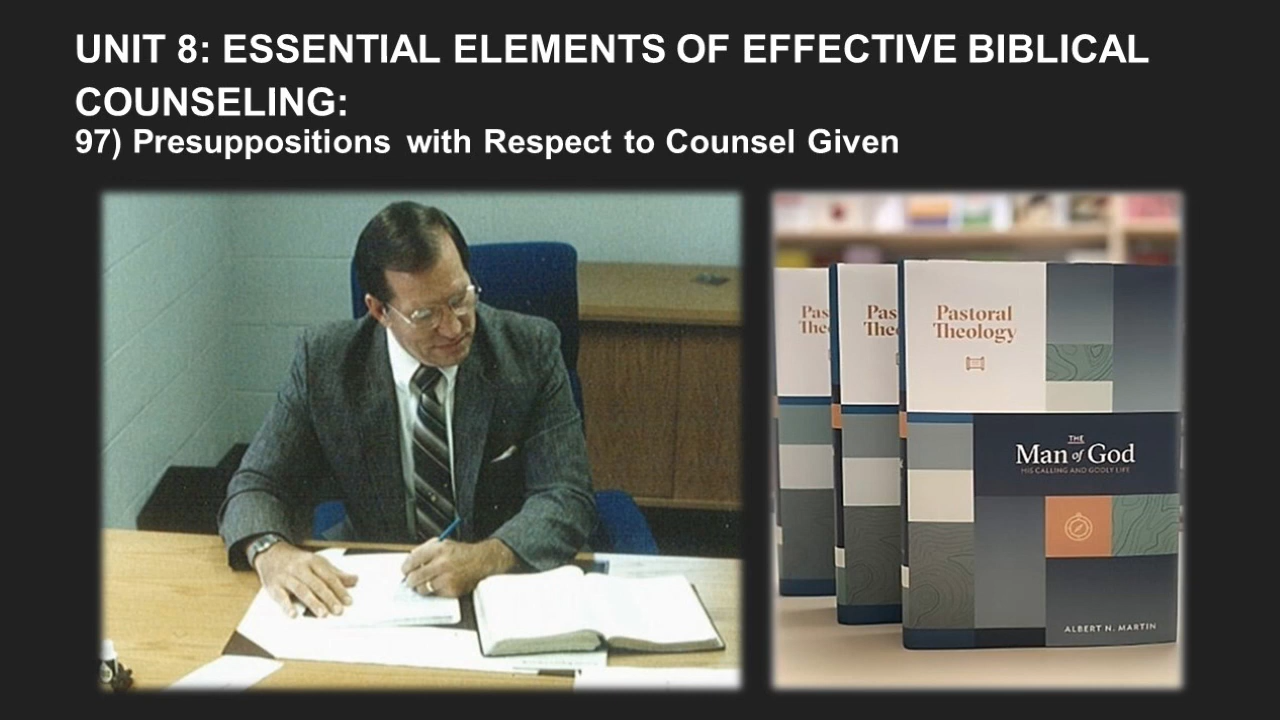 UNIT 8: ESSENTIAL ELEMENTS OF EFFECTIVE BIBLICAL
COUNSELING:
97) Presuppositions with Respect to Counsel Given
Pas
The
Pas
The
Pastoral
Theology
THE
Man of God
HIS CALLING AND GODLY LIFE
ALBERT N. MARTIN